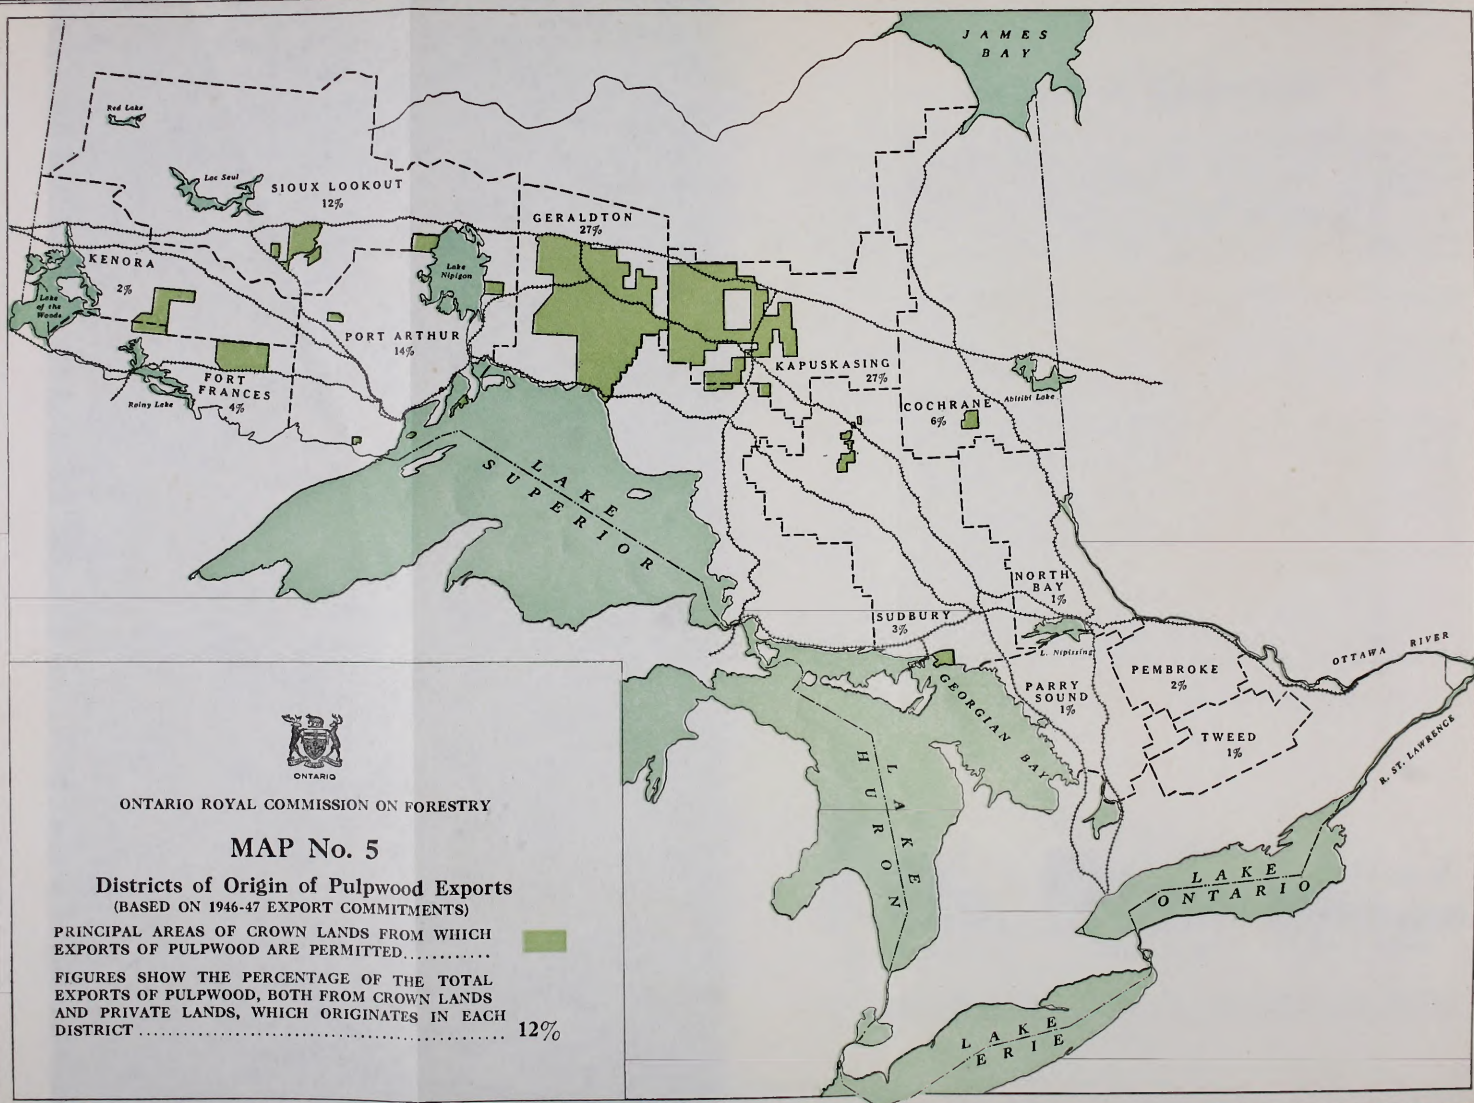 JAMES
BAY
Red Lake
Lac Seul
SIOUX LOOKOUT
12%
GERALDTON
27%
KENORA
2%
Lake
Nipigon
Lake
of the
Woods
PORT ARTHUR
14%
KAPUSKASING
27%
FORT
FRANCES
4%
Rainy Lake
COCHRANE
6%
Abitibi Lake
LAKE
SUPERIOR
NORTH
BAY
1%
SUDBURY
3%
L. Nipissing
OTTAWA RIVER
PEMBROKE
2%
PARRY
SOUND
1%
GEORGIAN BAY
TWEED
1%
R. ST. LAWRENCE
LAKE
HURON
LAKE
ONTARIO
LAKE
ERIE
ONTARIO
ONTARIO ROYAL COMMISSION ON FORESTRY
MAP No. 5
Districts of Origin of Pulpwood Exports
(BASED ON 1946-47 EXPORT COMMITMENTS)
PRINCIPAL AREAS OF CROWN LANDS FROM WHICH
EXPORTS OF PULPWOOD ARE PERMITTED............
FIGURES SHOW THE PERCENTAGE OF THE TOTAL
EXPORTS OF PULPWOOD, BOTH FROM CROWN LANDS
AND PRIVATE LANDS, WHICH ORIGINATES IN EACH
DISTRICT .................................................... 12%